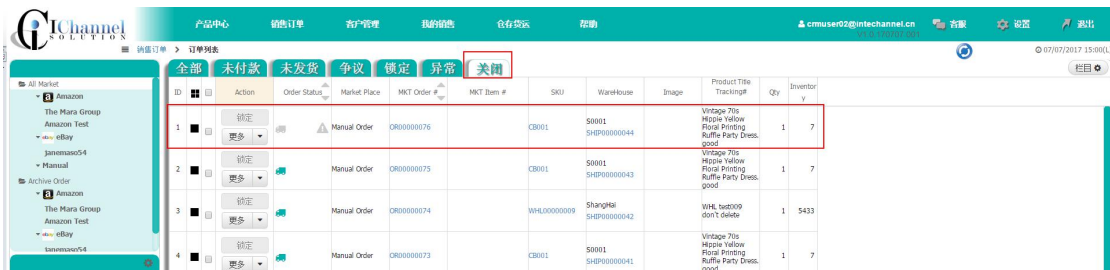 IChannel
SOLUTION
产品中心 销售订单 客户管理 我的销售 仓存货运 帮助
crmuser02@intechannel.cn 客服 设置 退出
V1.0.170707.001
销售订单 > 订单列表
07/07/2017 15:00(L
全部 未付款 未发货 争议 锁定 异常 关闭
栏目
All Market
Amazon
The Mara Group
Amazon Test
eBay
janemaso54
Manual
Archive Order
Amazon
The Mara Group
Amazon Test
eBay
janemaso54
ID Action Order Status Market Place MKT Order # MKT Item # SKU WareHouse Image Product Title Tracking# Qty Inventory
1 锁定 更多 Manual Order OR00000076 CB001 S0001 SHIP00000044 Vintage 70s Hippie Yellow Floral Printing Ruffle Party Dress. good 1 7
2 锁定 更多 Manual Order OR00000075 CB001 S0001 SHIP00000043 Vintage 70s Hippie Yellow Floral Printing Ruffle Party Dress. good 1 7
3 锁定 更多 Manual Order OR00000074 WHL00000009 ShangHai SHIP00000042 WHL test009 don't delete 1 5433
4 锁定 更多 Manual Order OR00000073 CB001 S0001 SHIP00000041 Vintage 70s Hippie Yellow Floral Printing Ruffle Party Dress. good 1 7